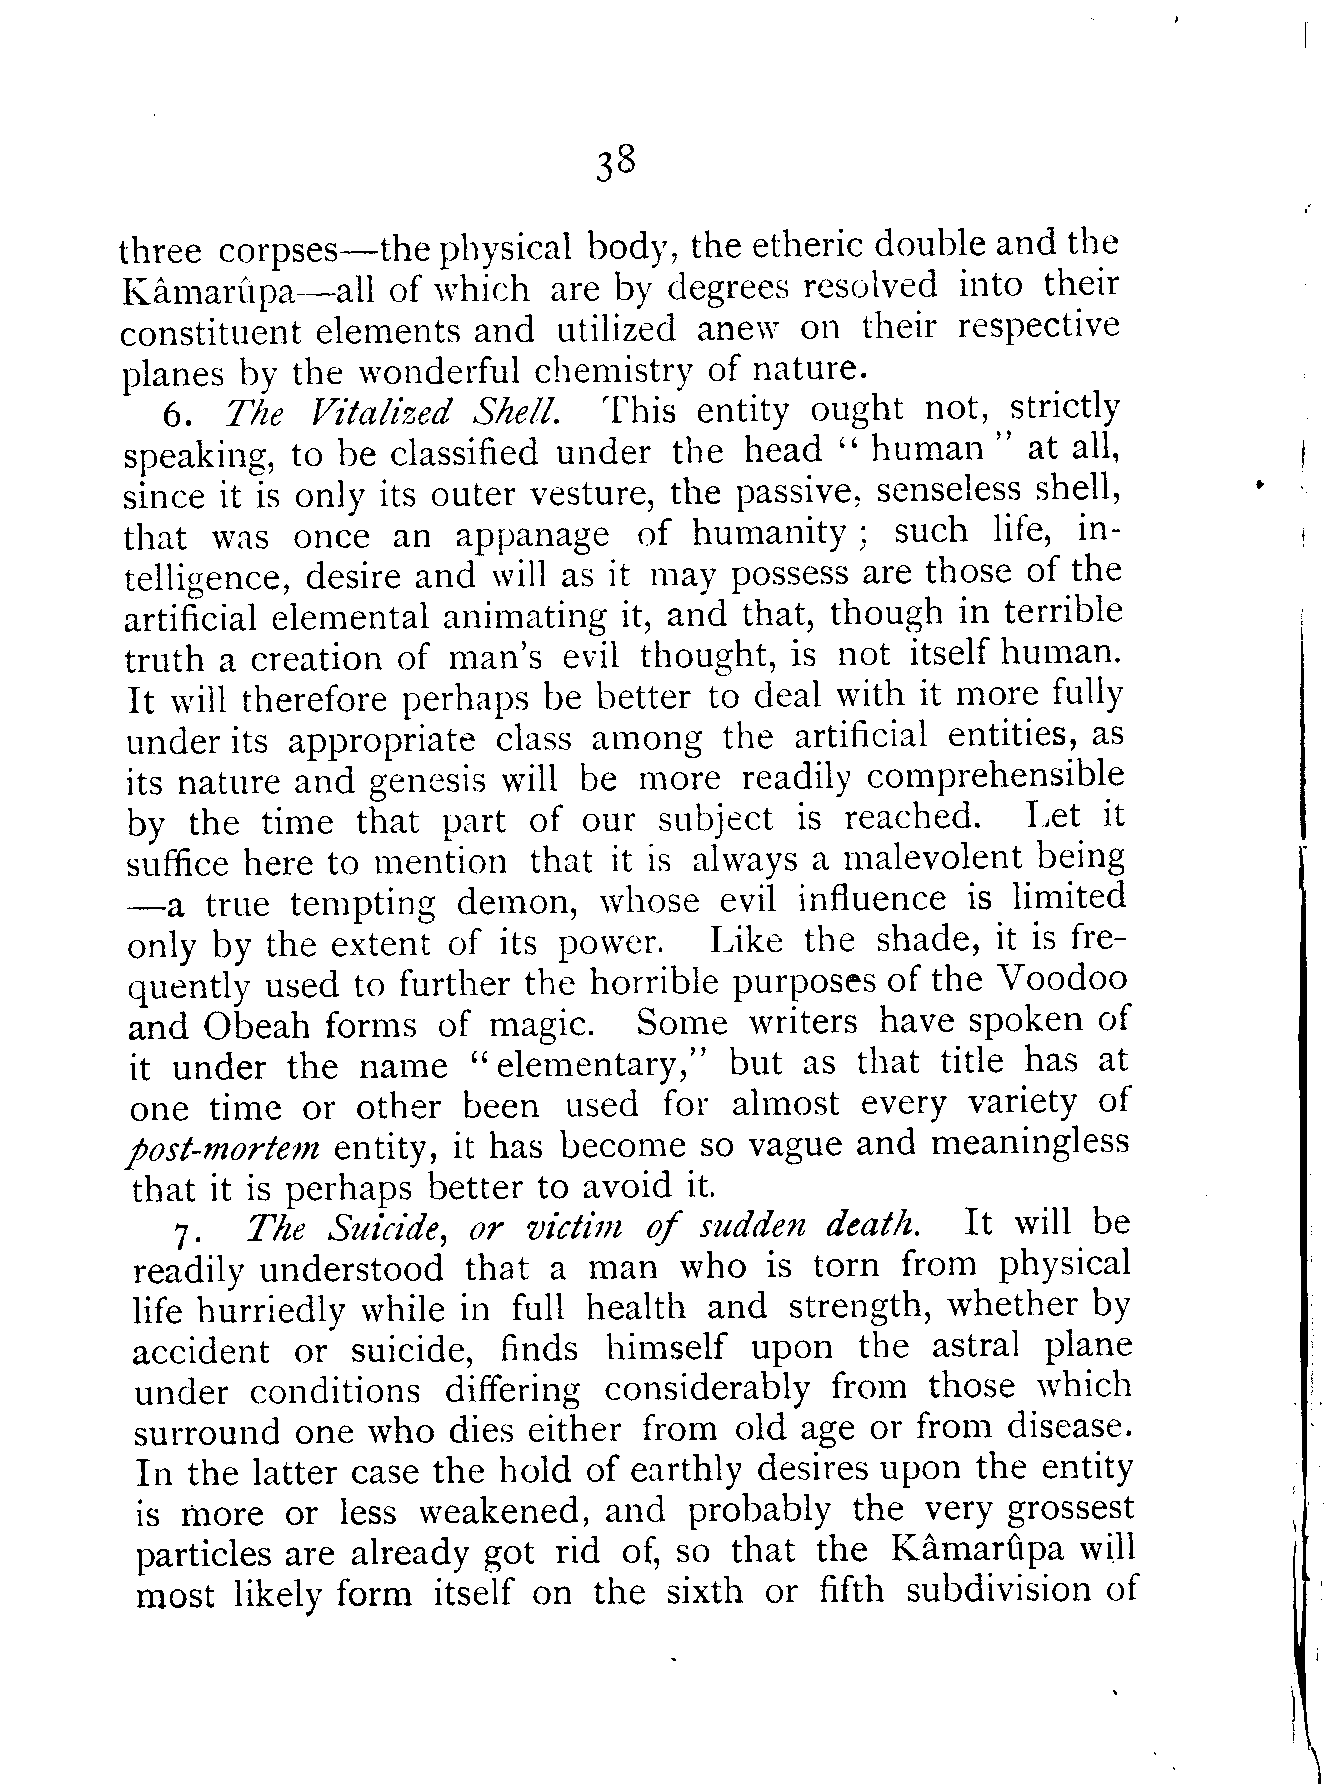 38
three corpses—the physical body, the etheric double and the
Kâmarûpa—all of which are by degrees resolved into their
constituent elements and utilized anew on their respective
planes by the wonderful chemistry of nature.
6. The Vitalized Shell. This entity ought not, strictly
speaking, to be classified under the head “ human ” at all,
since it is only its outer vesture, the passive, senseless shell,
that was once an appanage of humanity ; such life, in-
telligence, desire and will as it may possess are those of the
artificial elemental animating it, and that, though in terrible
truth a creation of man's evil thought, is not itself human.
It will therefore perhaps be better to deal with it more fully
under its appropriate class among the artificial entities, as
its nature and genesis will be more readily comprehensible
by the time that part of our subject is reached. Let it
suffice here to mention that it is always a malevolent being
—a true tempting demon, whose evil influence is limited
only by the extent of its power. Like the shade, it is fre-
quently used to further the horrible purposes of the Voodoo
and Obeah forms of magic. Some writers have spoken of
it under the name “ elementary,” but as that title has at
one time or other been used for almost every variety of
post-mortem entity, it has become so vague and meaningless
that it is perhaps better to avoid it.
7. The Suicide, or victim of sudden death. It will be
readily understood that a man who is torn from physical
life hurriedly while in full health and strength, whether by
accident or suicide, finds himself upon the astral plane
under conditions differing considerably from those which
surround one who dies either from old age or from disease.
In the latter case the hold of earthly desires upon the entity
is more or less weakened, and probably the very grossest
particles are already got rid of, so that the Kâmarûpa will
most likely form itself on the sixth or fifth subdivision of